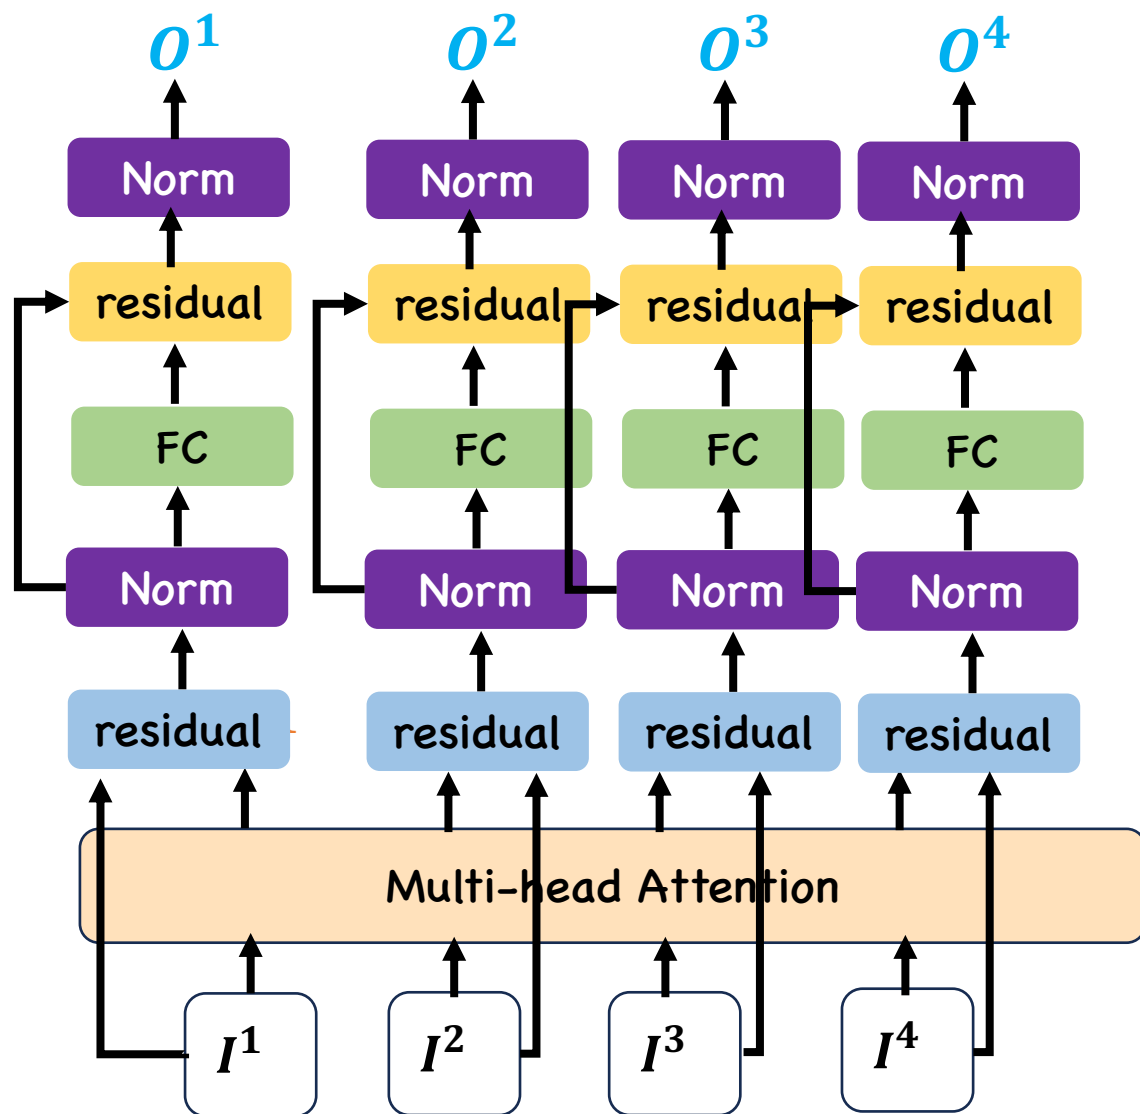 O¹ O² O³ O⁴
Norm Norm Norm Norm
residual residual residual residual
FC FC FC FC
Norm Norm Norm Norm
residual residual residual residual
Multi-head Attention
I¹ I² I³ I⁴